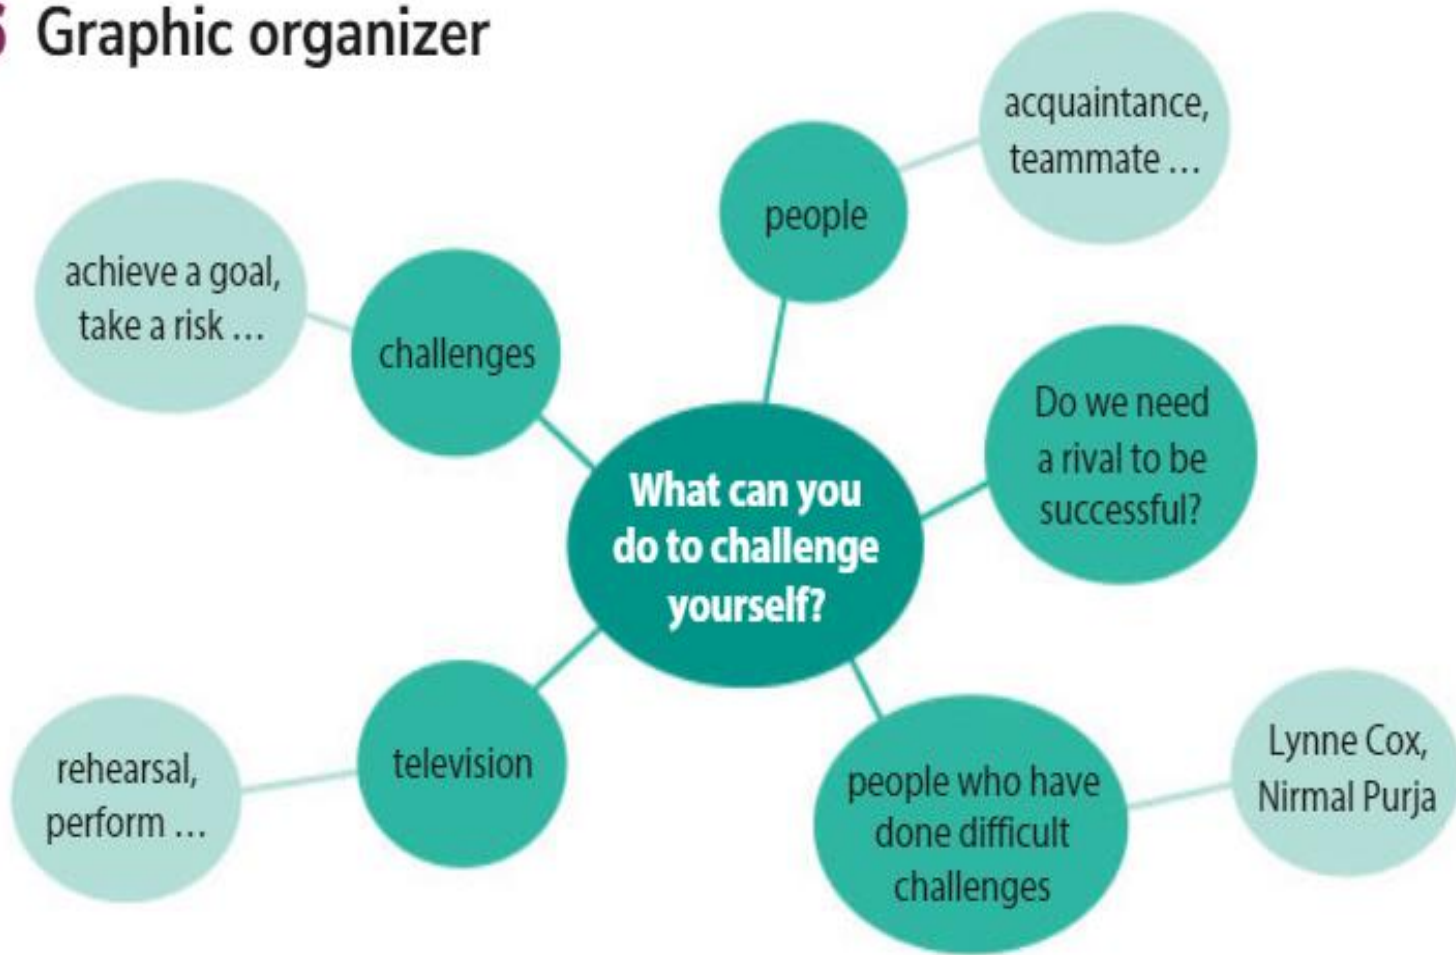 Graphic organizer
acquaintance,
teammate ...
people
achieve a goal,
take a risk ...
challenges
Do we need
a rival to be
successful?
What can you
do to challenge
yourself?
television
rehearsal,
perform ...
people who have
done difficult
challenges
Lynne Cox,
Nirmal Purja